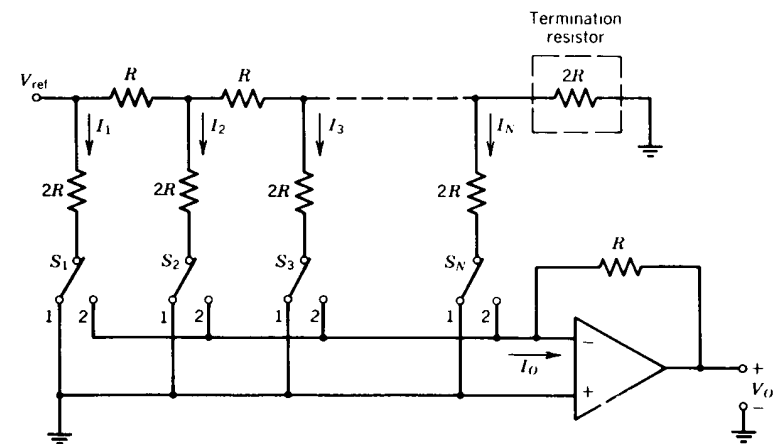 Termination
resistor
V_ref R R 2R
I_1 I_2 I_3 I_N
2R 2R 2R 2R
S_1 S_2 S_3 S_N R
1 2 1 2 1 2 1 2
I_O − + + V_O −